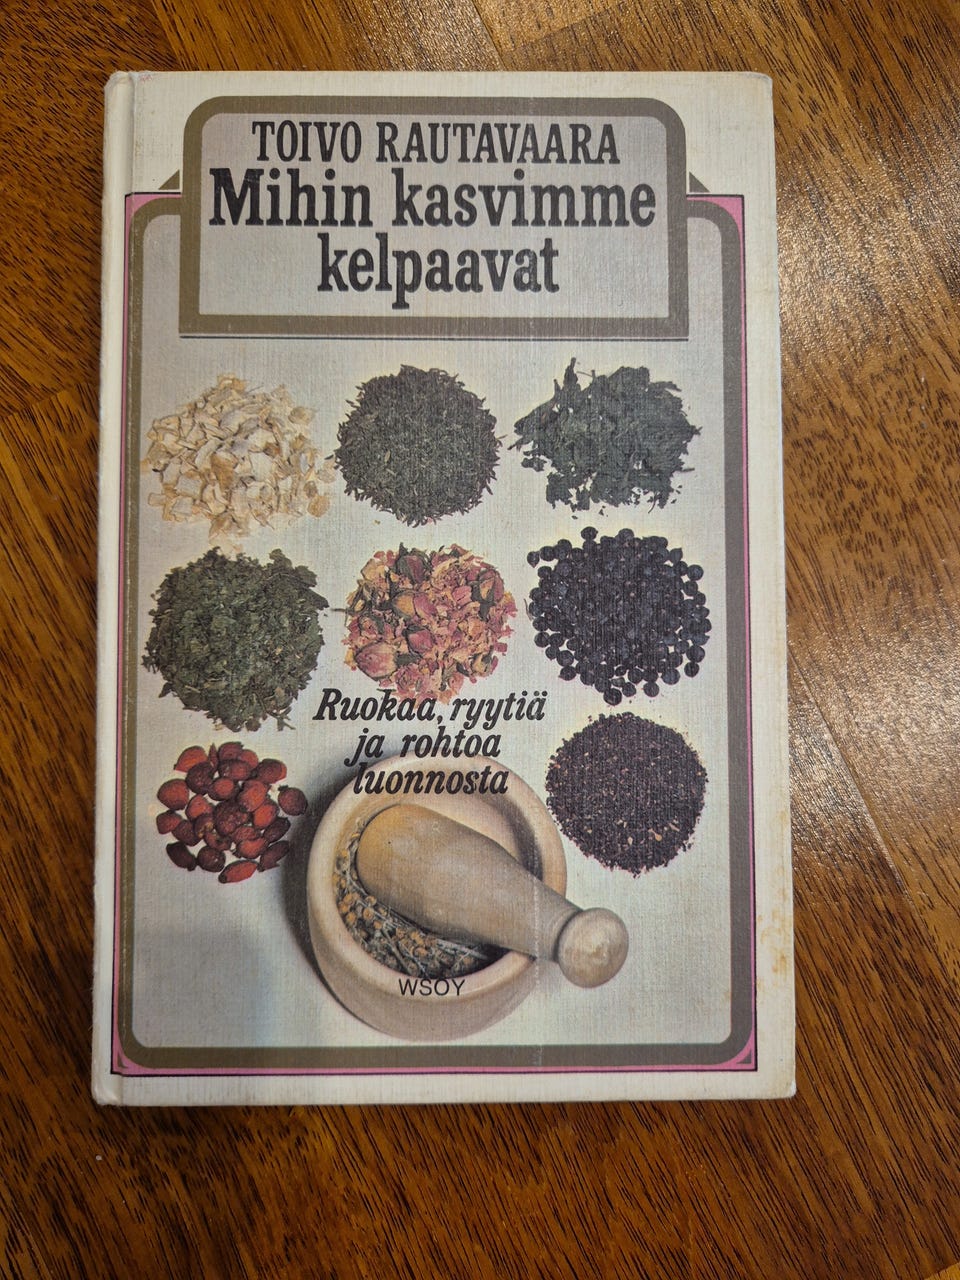 TOIVO RAUTAVAARA
Mihin kasvimme
kelpaavat
Ruokaa, ryytiä
ja rohtoa
luonnosta
WSOY